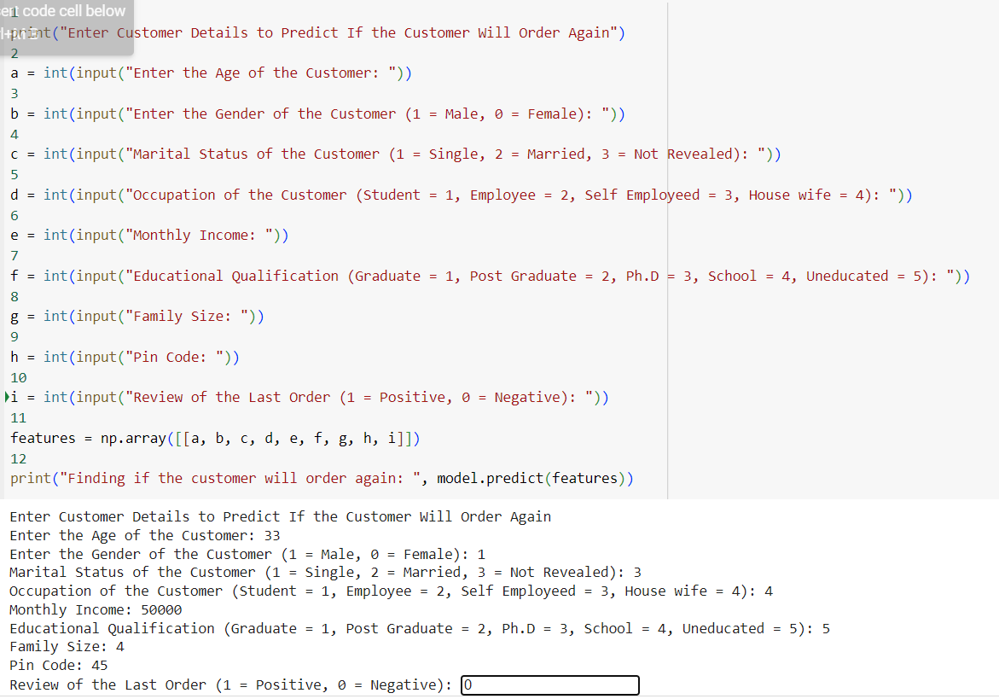 ert code cell below
1
print("Enter Customer Details to Predict If the Customer Will Order Again")
2
a = int(input("Enter the Age of the Customer: "))
3
b = int(input("Enter the Gender of the Customer (1 = Male, 0 = Female): "))
4
c = int(input("Marital Status of the Customer (1 = Single, 2 = Married, 3 = Not Revealed): "))
5
d = int(input("Occupation of the Customer (Student = 1, Employee = 2, Self Employeed = 3, House wife = 4): "))
6
e = int(input("Monthly Income: "))
7
f = int(input("Educational Qualification (Graduate = 1, Post Graduate = 2, Ph.D = 3, School = 4, Uneducated = 5): "))
8
g = int(input("Family Size: "))
9
h = int(input("Pin Code: "))
10
i = int(input("Review of the Last Order (1 = Positive, 0 = Negative): "))
11
features = np.array([[a, b, c, d, e, f, g, h, i]])
12
print("Finding if the customer will order again: ", model.predict(features))
Enter Customer Details to Predict If the Customer Will Order Again
Enter the Age of the Customer: 33
Enter the Gender of the Customer (1 = Male, 0 = Female): 1
Marital Status of the Customer (1 = Single, 2 = Married, 3 = Not Revealed): 3
Occupation of the Customer (Student = 1, Employee = 2, Self Employeed = 3, House wife = 4): 4
Monthly Income: 50000
Educational Qualification (Graduate = 1, Post Graduate = 2, Ph.D = 3, School = 4, Uneducated = 5): 5
Family Size: 4
Pin Code: 45
Review of the Last Order (1 = Positive, 0 = Negative): 0